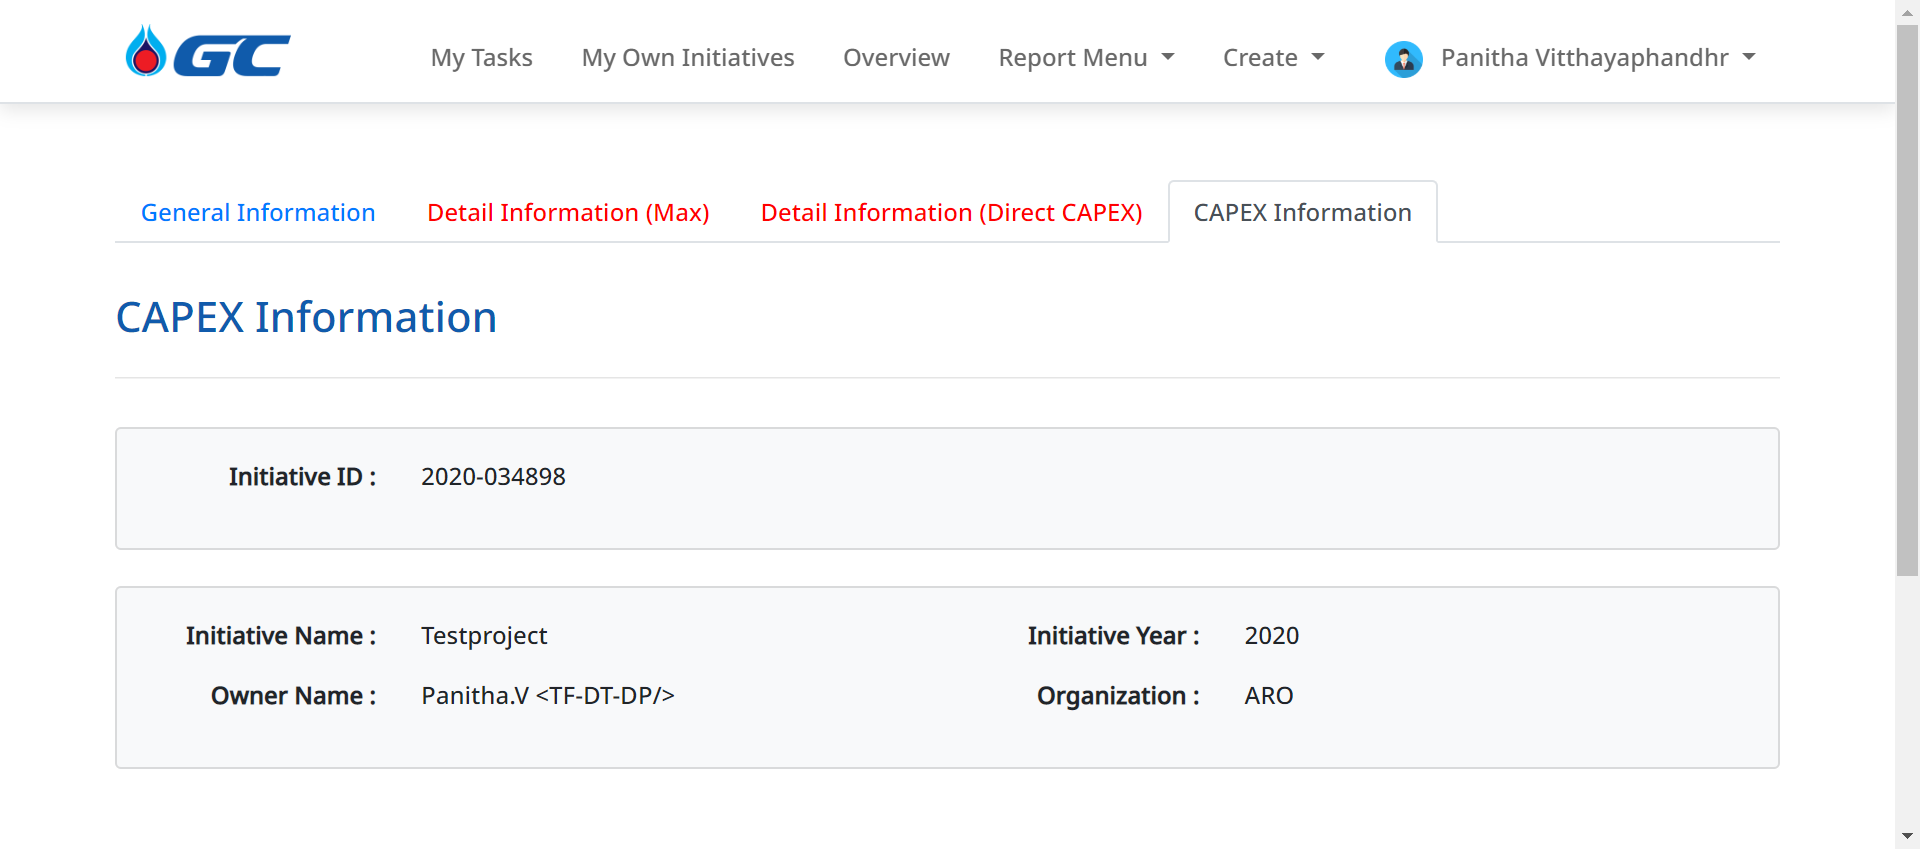 GC
My Tasks My Own Initiatives Overview Report Menu Create Panitha Vitthayaphandhr
General Information Detail Information (Max) Detail Information (Direct CAPEX) CAPEX Information
CAPEX Information
Initiative ID : 2020-034898
Initiative Name : Testproject Initiative Year : 2020
Owner Name : Panitha.V <TF-DT-DP/> Organization : ARO